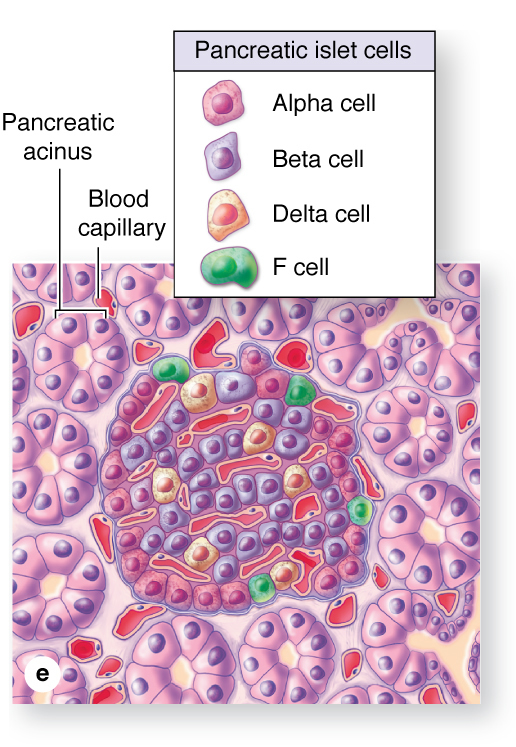 Pancreatic islet cells
Alpha cell
Beta cell
Delta cell
F cell
Pancreatic
acinus
Blood
capillary
e